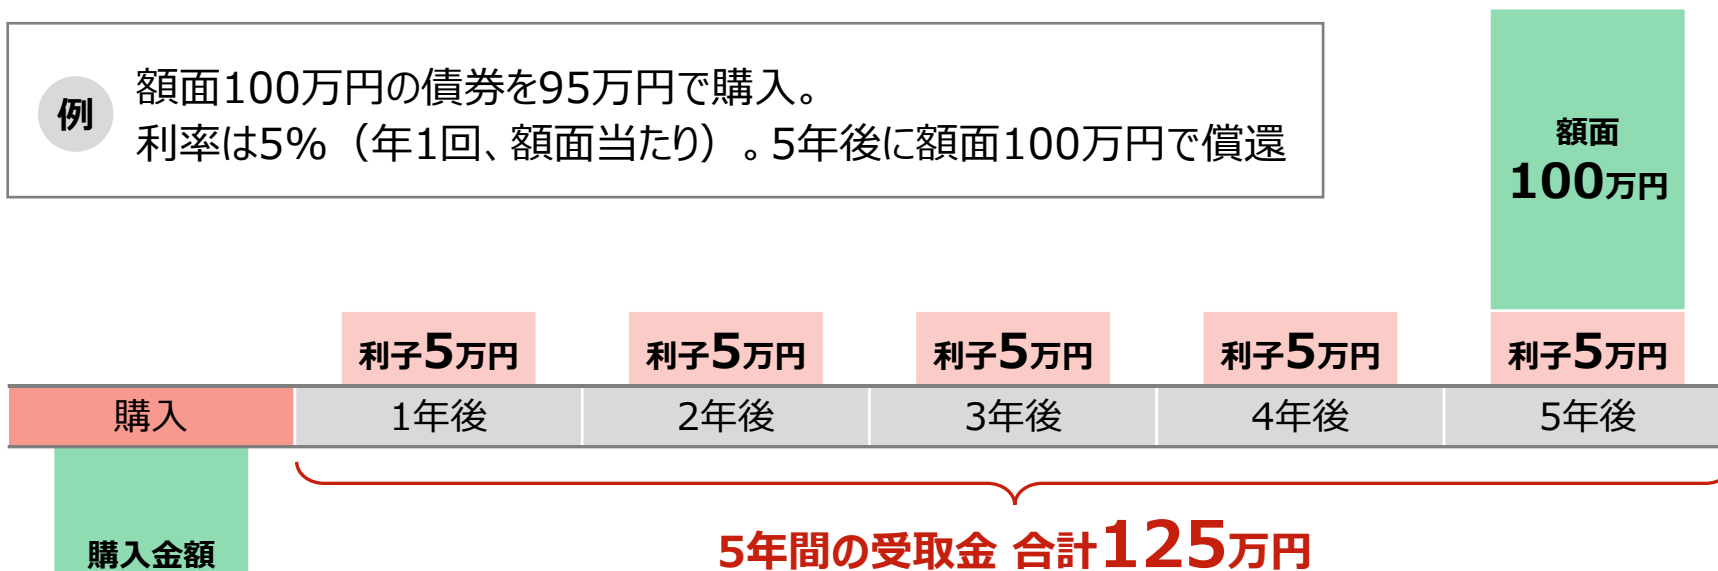 例
額面100万円の債券を95万円で購入。
利率は5%（年1回、額面当たり）。5年後に額面100万円で償還
額面
100万円
利子5万円
利子5万円
利子5万円
利子5万円
利子5万円
購入
1年後
2年後
3年後
4年後
5年後
購入金額
5年間の受取金 合計125万円